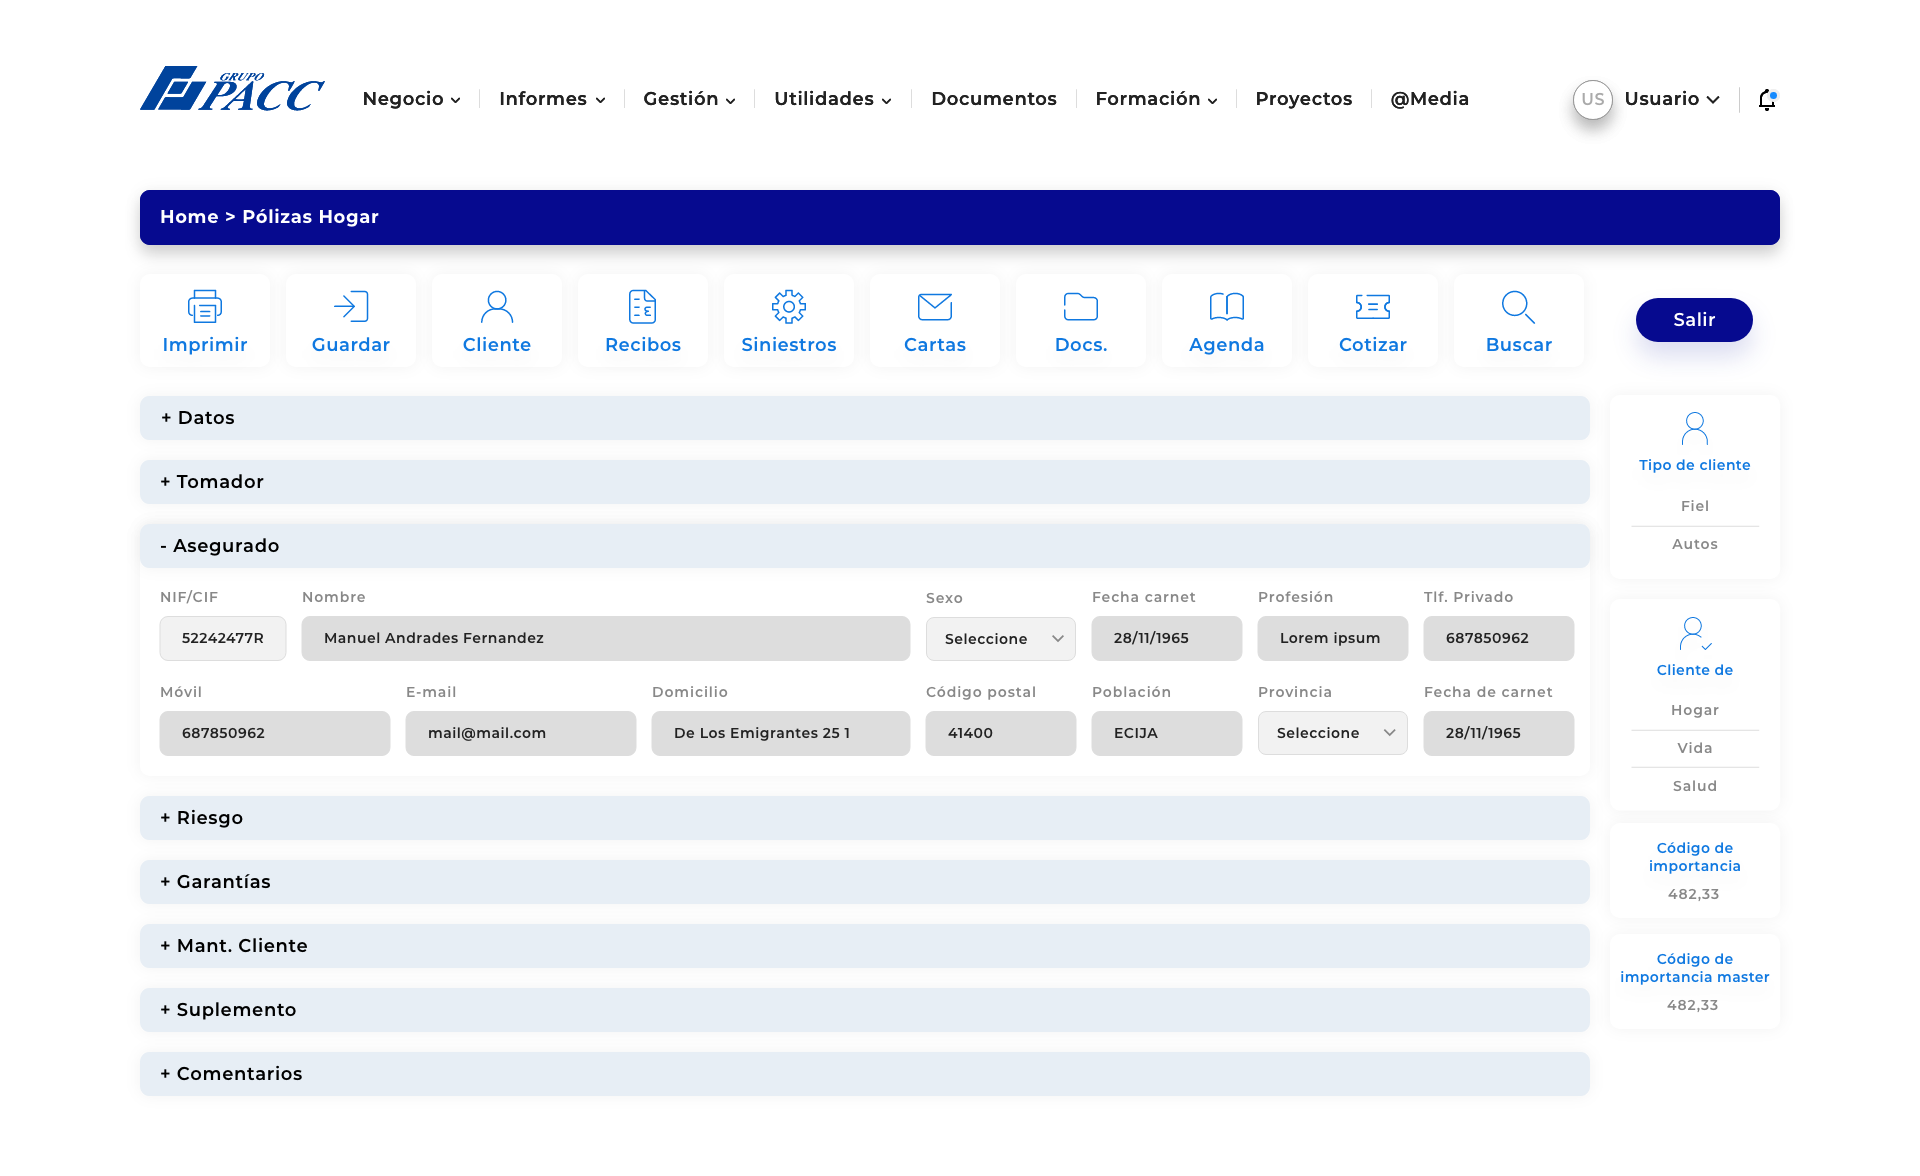 GRUPO
PACC
Negocio Informes Gestión Utilidades Documentos Formación Proyectos @Media US Usuario
Home > Pólizas Hogar
Imprimir Guardar Cliente Recibos Siniestros Cartas Docs. Agenda Cotizar Buscar Salir
+ Datos
+ Tomador
- Asegurado
NIF/CIF Nombre Sexo Fecha carnet Profesión Tlf. Privado
52242477R Manuel Andrades Fernandez Seleccione 28/11/1965 Lorem ipsum 687850962
Móvil E-mail Domicilio Código postal Población Provincia Fecha de carnet
687850962 mail@mail.com De Los Emigrantes 25 1 41400 ECIJA Seleccione 28/11/1965
+ Riesgo
+ Garantías
+ Mant. Cliente
+ Suplemento
+ Comentarios
Tipo de cliente
Fiel
Autos
Cliente de
Hogar
Vida
Salud
Código de
importancia
482,33
Código de
importancia master
482,33